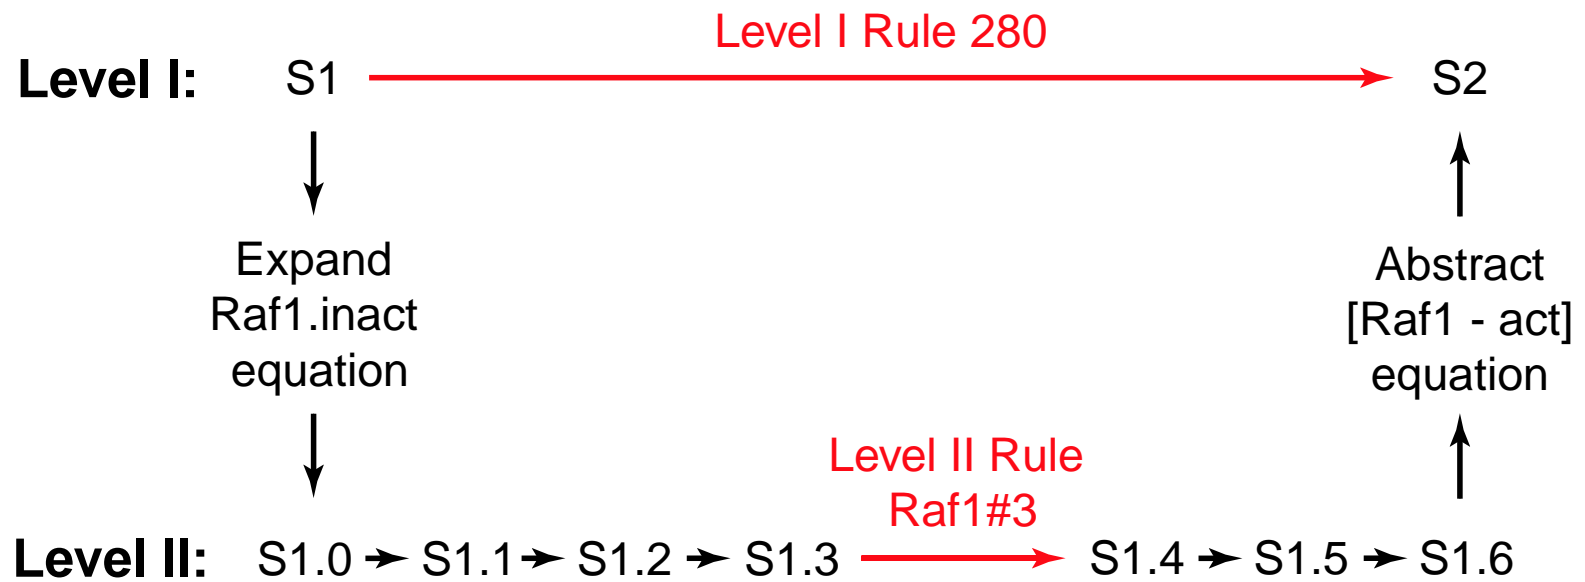 Level I Rule 280
Level I: S1 S2
Expand
Raf1.inact
equation
Abstract
[Raf1 - act]
equation
Level II Rule
Raf1#3
Level II: S1.0 S1.1 S1.2 S1.3 S1.4 S1.5 S1.6